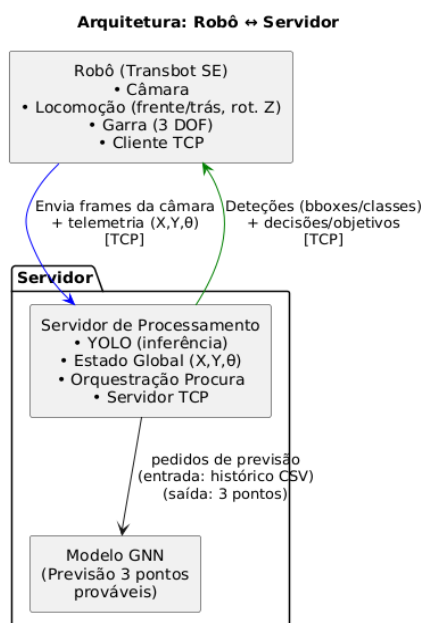 Arquitetura: Robô ↔ Servidor
Robô (Transbot SE)
• Câmara
• Locomoção (frente/trás, rot. Z)
• Garra (3 DOF)
• Cliente TCP
Envia frames da câmara
+ telemetria (X,Y,θ)
[TCP]
Deteções (bboxes/classes)
+ decisões/objetivos
[TCP]
Servidor
Servidor de Processamento
• YOLO (inferência)
• Estado Global (X,Y,θ)
• Orquestração Procura
• Servidor TCP
pedidos de previsão
(entrada: histórico CSV)
(saída: 3 pontos)
Modelo GNN
(Previsão 3 pontos
prováveis)